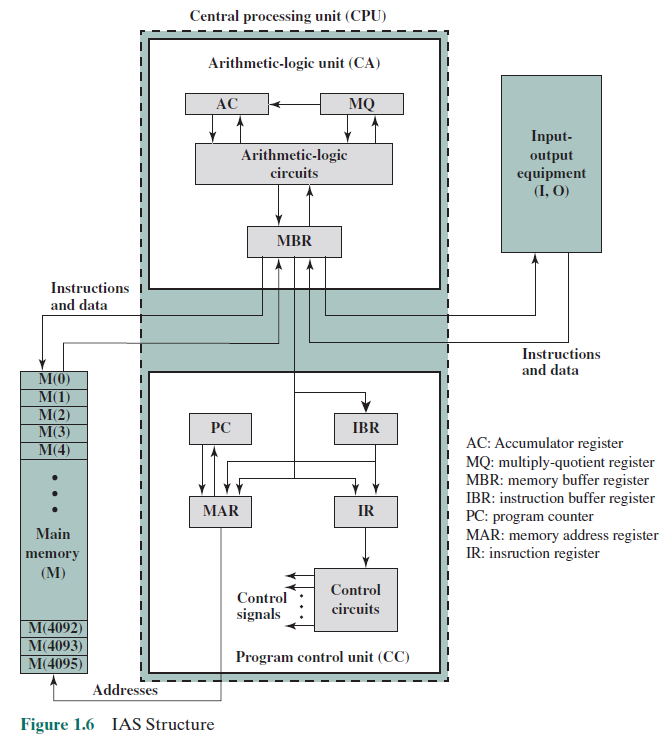 Central processing unit (CPU)
Arithmetic-logic unit (CA)
AC
MQ
Arithmetic-logic
circuits
MBR
Input-
output
equipment
(I, O)
Instructions
and data
Instructions
and data
M(0)
M(1)
M(2)
M(3)
M(4)
Main
memory
(M)
M(4092)
M(4093)
M(4095)
PC
IBR
MAR
IR
Control
signals
Control
circuits
Program control unit (CC)
Addresses
AC: Accumulator register
MQ: multiply-quotient register
MBR: memory buffer register
IBR: instruction buffer register
PC: program counter
MAR: memory address register
IR: insruction register
Figure 1.6 IAS Structure